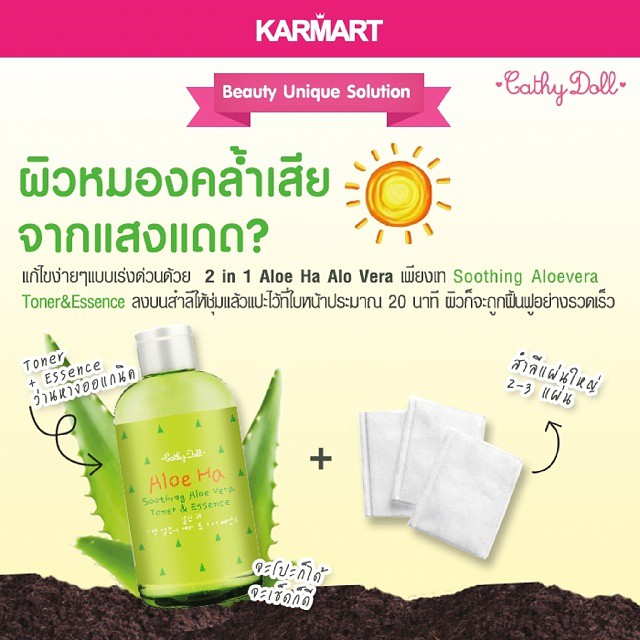 KARMART
Beauty Unique Solution
Cathy Doll
ผิวหมองคล้ำเสีย
จากแสงแดด?
แก้ไขง่ายๆแบบเร่งด่วนด้วย 2 in 1 Aloe Ha Alo Vera เพียงเท Soothing Aloevera
Toner&Essence ลงบนสำลีให้ชุ่มแล้วแปะไว้ที่ใบหน้าประมาณ 20 นาที ผิวก็จะถูกฟื้นฟูอย่างรวดเร็ว
Toner
+ Essence
ว่านหางออแกนิค
สำลีแผ่นใหญ่
2-3 แผ่น
+
Cathy Doll
Aloe Ha
Soothing Aloe Vera
Toner & Essence
จะโปะก็ได้
จะเช็ดก็ดี